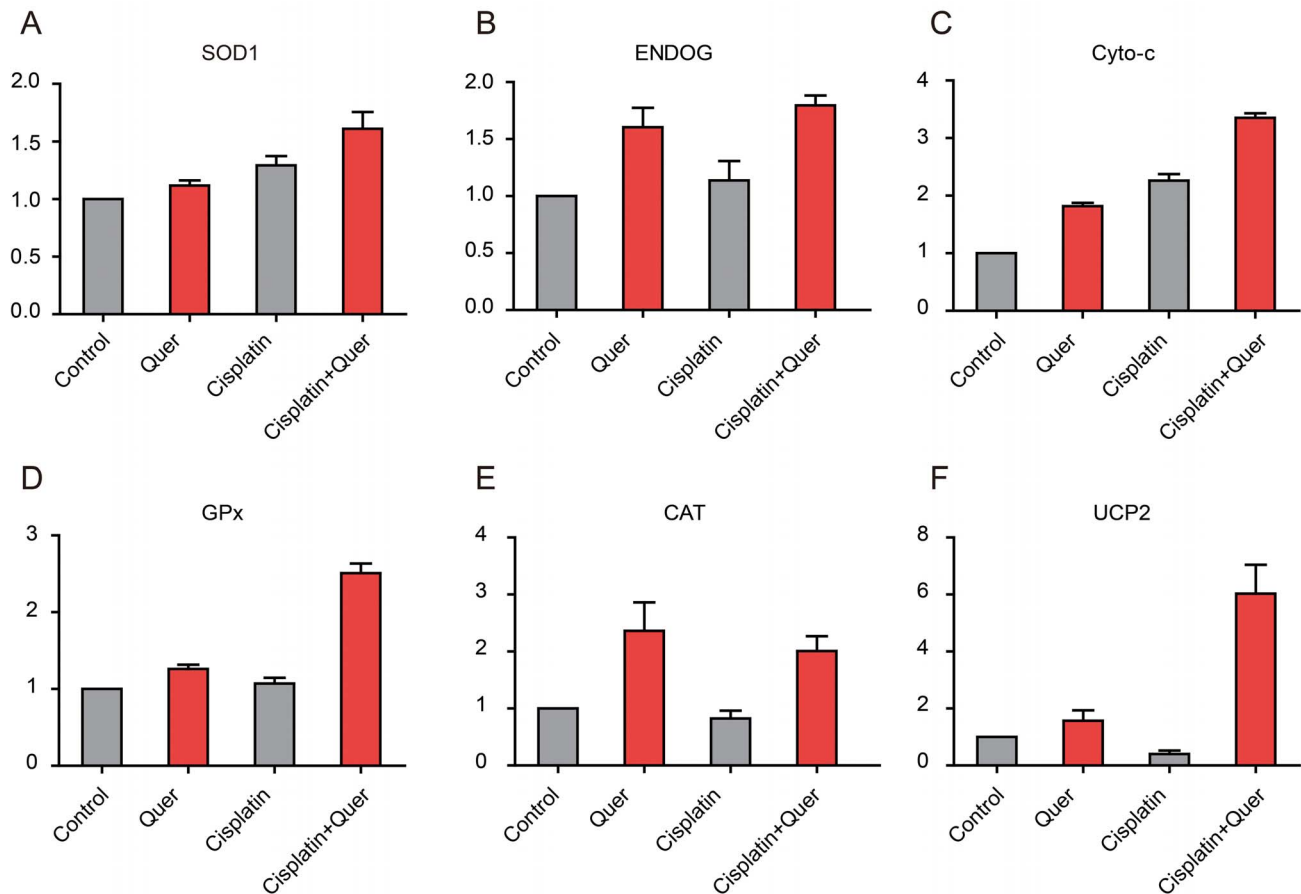 A
SOD1
2.0
1.5
1.0
0.5
0.0
Control
Quer
Cisplatin
Cisplatin+Quer
B
ENDOG
2.0
1.5
1.0
0.5
0.0
Control
Quer
Cisplatin
Cisplatin+Quer
C
Cyto-c
4
3
2
1
0
Control
Quer
Cisplatin
Cisplatin+Quer
D
GPx
3
2
1
0
Control
Quer
Cisplatin
Cisplatin+Quer
E
CAT
4
3
2
1
0
Control
Quer
Cisplatin
Cisplatin+Quer
F
UCP2
8
6
4
2
0
Control
Quer
Cisplatin
Cisplatin+Quer